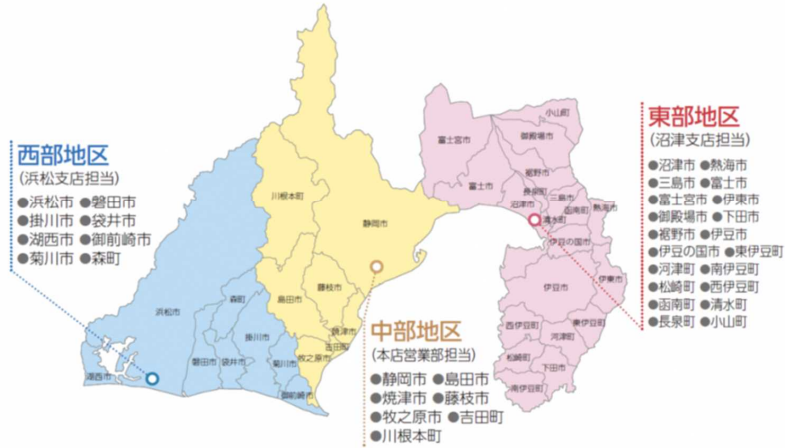 西部地区
(浜松支店担当)
●浜松市 ●磐田市
●掛川市 ●袋井市
●湖西市 ●御前崎市
●菊川市 ●森町
中部地区
(本店営業部担当)
●静岡市 ●島田市
●焼津市 ●藤枝市
●牧之原市 ●吉田町
●川根本町
東部地区
(沼津支店担当)
●沼津市 ●熱海市
●三島市 ●富士市
●富士宮市 ●伊東市
●御殿場市 ●下田市
●裾野市 ●伊豆市
●伊豆の国市 ●東伊豆町
●河津町 ●南伊豆町
●松崎町 ●西伊豆町
●函南町 ●清水町
●長泉町 ●小山町
浜松市
湖西市
磐田市
袋井市
森町
掛川市
菊川市
御前崎市
川根本町
静岡市
島田市
藤枝市
焼津市
吉田町
牧之原市
富士宮市
富士市
小山町
御殿場市
裾野市
長泉町
三島市
沼津市
清水町
函南町
熱海市
伊豆の国市
伊豆市
伊東市
西伊豆町
東伊豆町
河津町
松崎町
下田市
南伊豆町